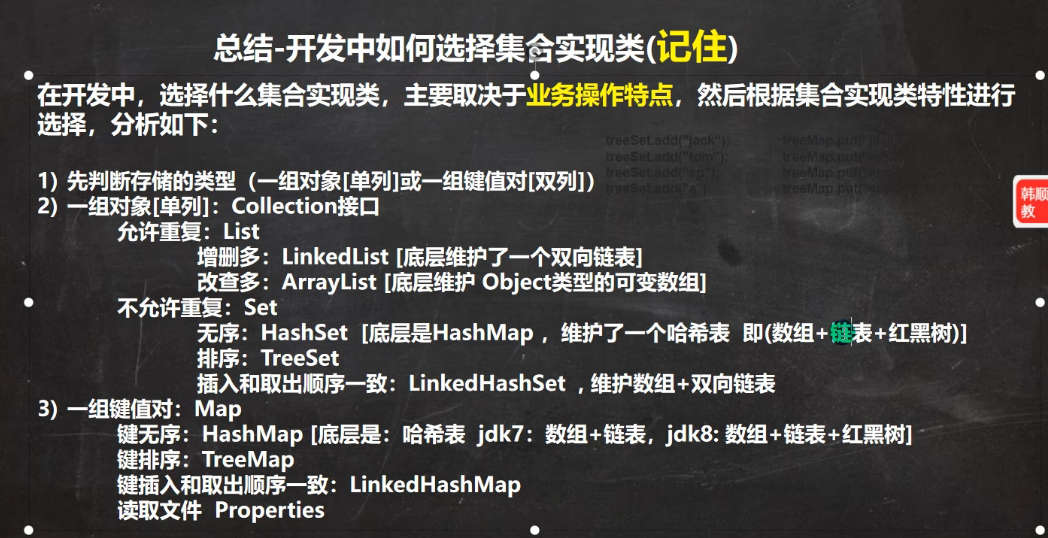 总结-开发中如何选择集合实现类(记住)
在开发中，选择什么集合实现类，主要取决于业务操作特点，然后根据集合实现类特性进行
选择，分析如下：
treeSet.add("jack");
treeSet.add("tom");
treeSet.add("sp");
treeSet.add("a");
treeMap.put(
treeMap.put(
treeMap.put(
treeMap.put(
1) 先判断存储的类型（一组对象[单列]或一组键值对[双列]）
2) 一组对象[单列]：Collection接口
允许重复：List
增删多：LinkedList [底层维护了一个双向链表]
改查多：ArrayList [底层维护 Object类型的可变数组]
不允许重复：Set
无序：HashSet [底层是HashMap ，维护了一个哈希表 即(数组+链表+红黑树)]
排序：TreeSet
插入和取出顺序一致：LinkedHashSet ，维护数组+双向链表
3) 一组键值对：Map
键无序：HashMap [底层是：哈希表 jdk7：数组+链表，jdk8: 数组+链表+红黑树]
键排序：TreeMap
键插入和取出顺序一致：LinkedHashMap
读取文件 Properties
韩顺
教